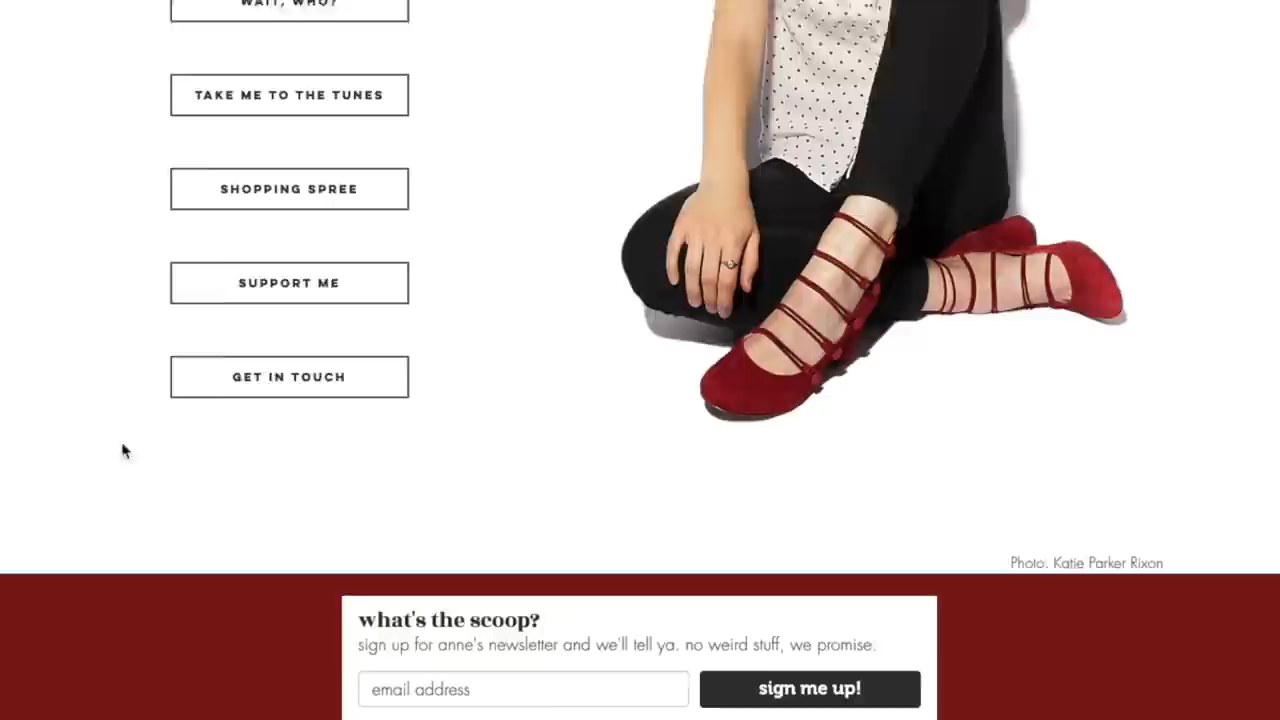 WAIT, WHO?
TAKE ME TO THE TUNES
SHOPPING SPREE
SUPPORT ME
GET IN TOUCH
Photo: Katie Parker Rixon
what's the scoop?
sign up for anne's newsletter and we'll tell ya. no weird stuff, we promise.
email address
sign me up!